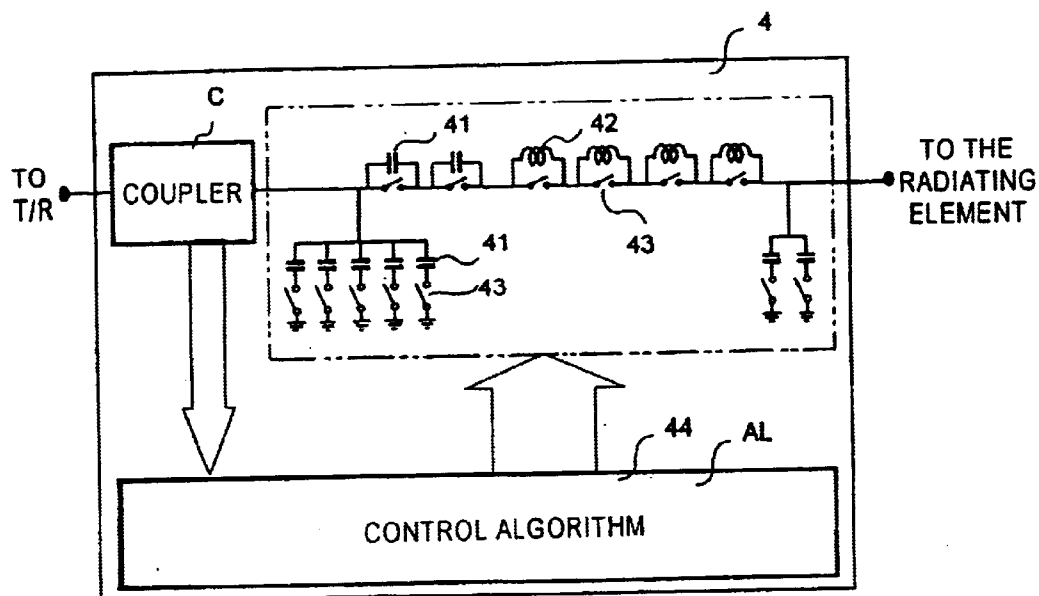 4
C
41
42
TO
T/R
COUPLER
TO THE
RADIATING
ELEMENT
43
41
43
44
AL
CONTROL ALGORITHM